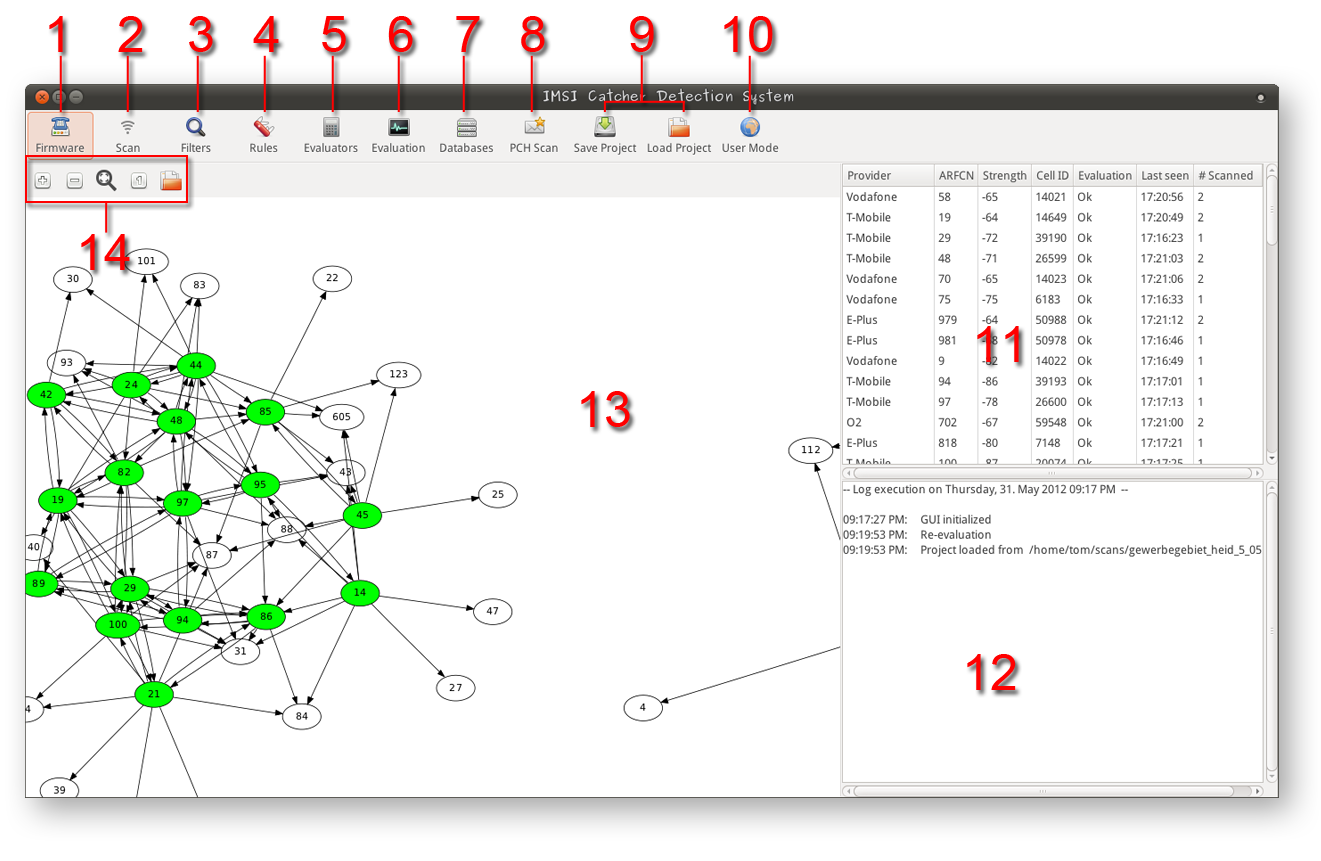 1 2 3 4 5 6 7 8 9 10
IMSI Catcher Detection System
Firmware Scan Filters Rules Evaluators Evaluation Databases PCH Scan Save Project Load Project User Mode
14
Provider ARFCN Strength Cell ID Evaluation Last seen # Scanned
Vodafone 58 -65 14021 Ok 17:20:56 2
T-Mobile 19 -64 14649 Ok 17:20:49 2
T-Mobile 29 -72 39190 Ok 17:16:23 1
T-Mobile 48 -71 26599 Ok 17:21:03 2
Vodafone 70 -65 14023 Ok 17:21:06 2
Vodafone 75 -75 6183 Ok 17:16:33 1
E-Plus 979 -64 50988 Ok 17:21:12 2
E-Plus 981 50978 Ok 17:16:46 1
Vodafone 9 14022 Ok 17:16:49 1
T-Mobile 94 -86 39193 Ok 17:17:01 1
T-Mobile 97 -78 26600 Ok 17:17:13 1
O2 702 -67 59548 Ok 17:21:00 2
E-Plus 818 -80 7148 Ok 17:17:21 1
T-Mobile 100 -87 20074 Ok 17:17:25 1
11
-- Log execution on Thursday, 31. May 2012 09:17 PM --
09:17:27 PM: GUI initialized
09:19:53 PM: Re-evaluation
09:19:53 PM: Project loaded from /home/tom/scans/gewerbegebiet_heid_5_05
12
13
101
30
83
22
93
44
123
24
42
85
605
48
112
82
43
95
25
19
97
45
88
40
87
89
29
14
86
47
94
100
31
27
21
4
84
4
39